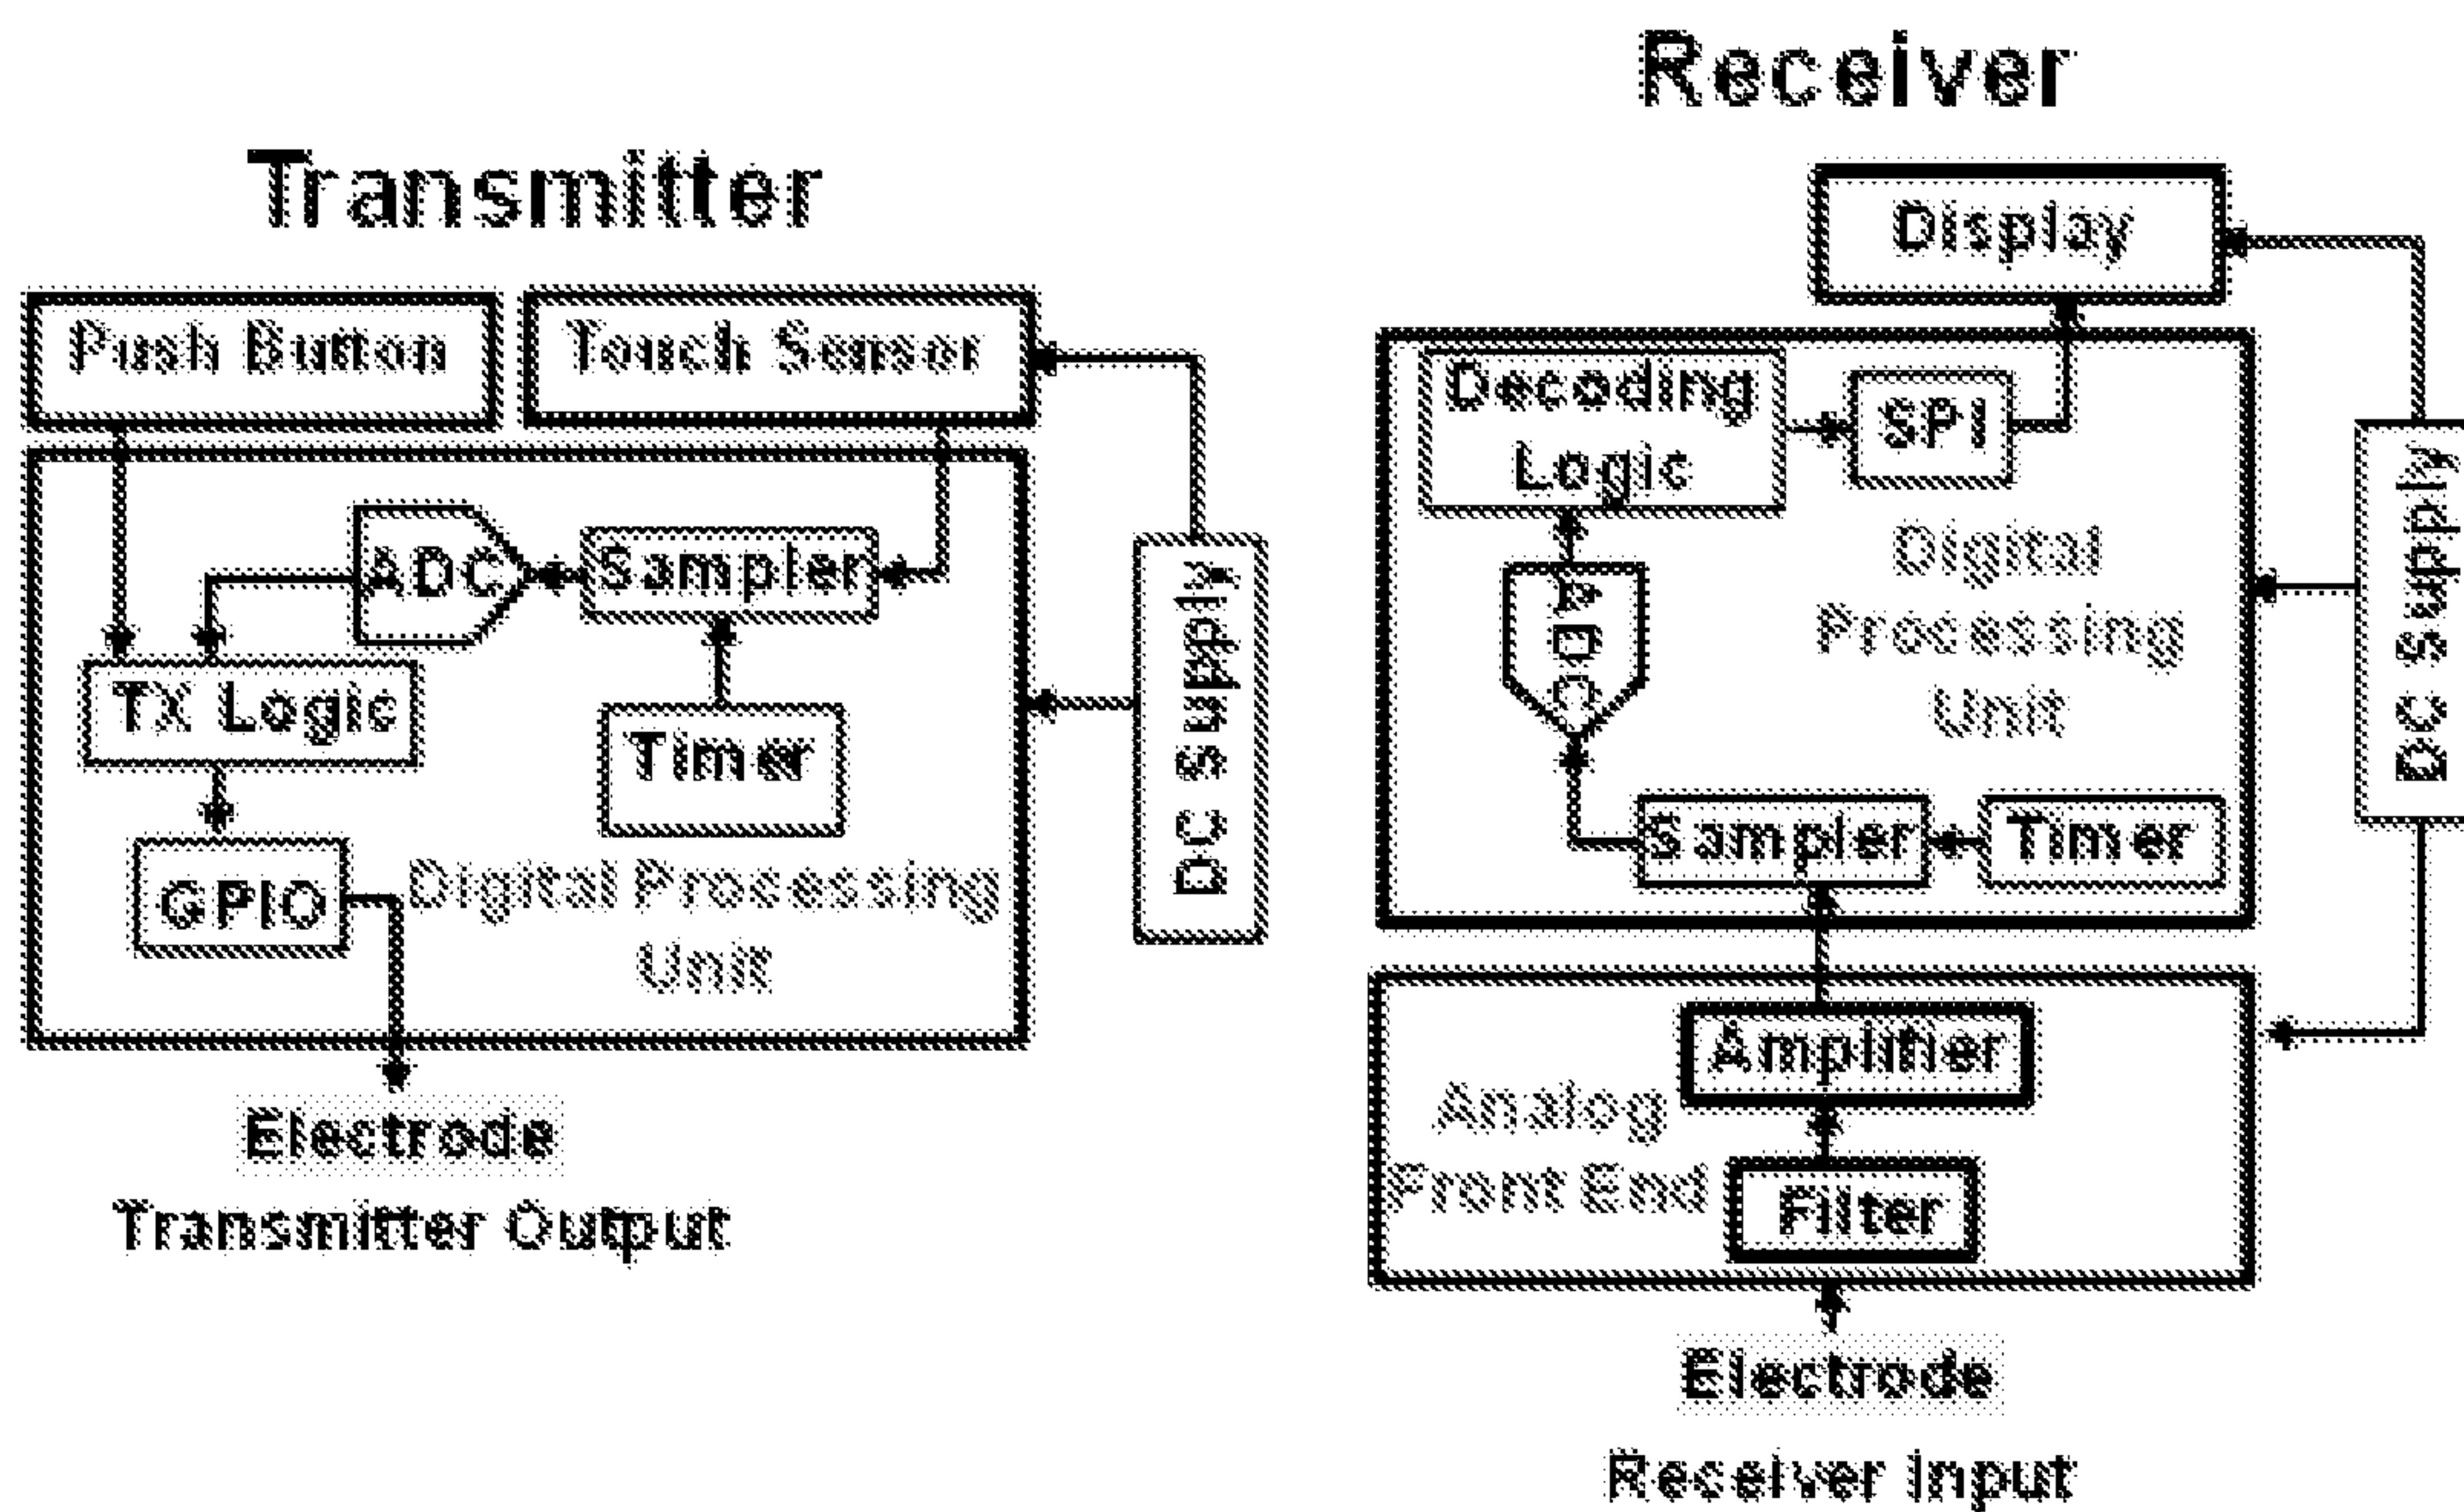 Transmitter
Push Button
Touch Sensor
ADC
Sampler
TX Logic
Timer
GPIO
Digital Processing
Unit
DC Supply
Electrode
Transmitter Output
Receiver
Display
Decoding
Logic
SPI
ADC
Digital
Processing
Unit
Sampler
Timer
DC Supply
Amplifier
Analog
Front End
Filter
Electrode
Receiver Input